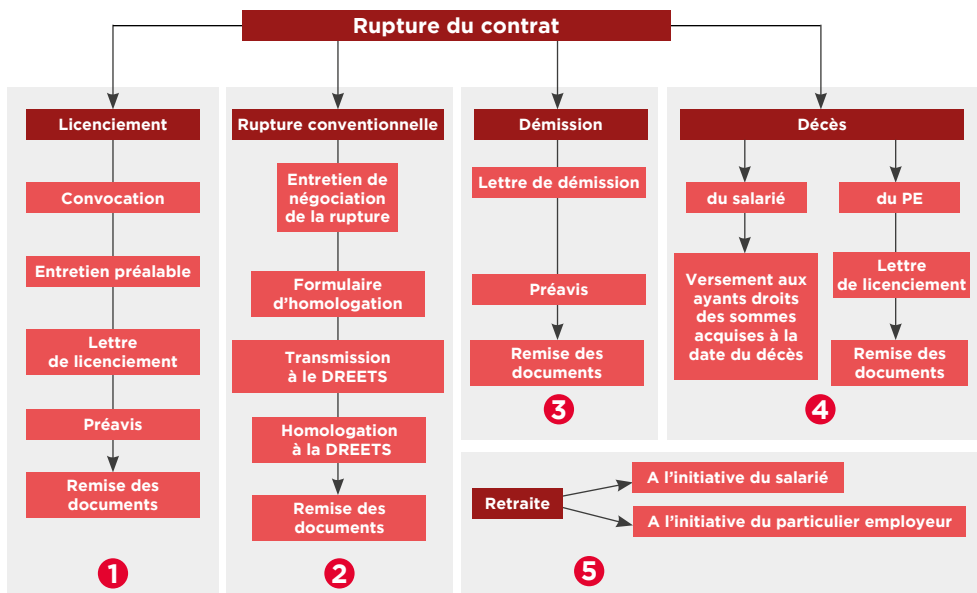 Rupture du contrat
Licenciement
Convocation
Entretien préalable
Lettre
de licenciement
Préavis
Remise des
documents
1
Rupture conventionnelle
Entretien de
négociation
de la rupture
Formulaire
d'homologation
Transmission
à le DREETS
Homologation
à la DREETS
Remise des
documents
2
Démission
Lettre de démission
Préavis
Remise des
documents
3
Décès
du salarié
Versement aux
ayants droits
des sommes
acquises à la
date du décès
du PE
Lettre
de licenciement
Remise des
documents
4
Retraite
A l'initiative du salarié
A l'initiative du particulier employeur
5